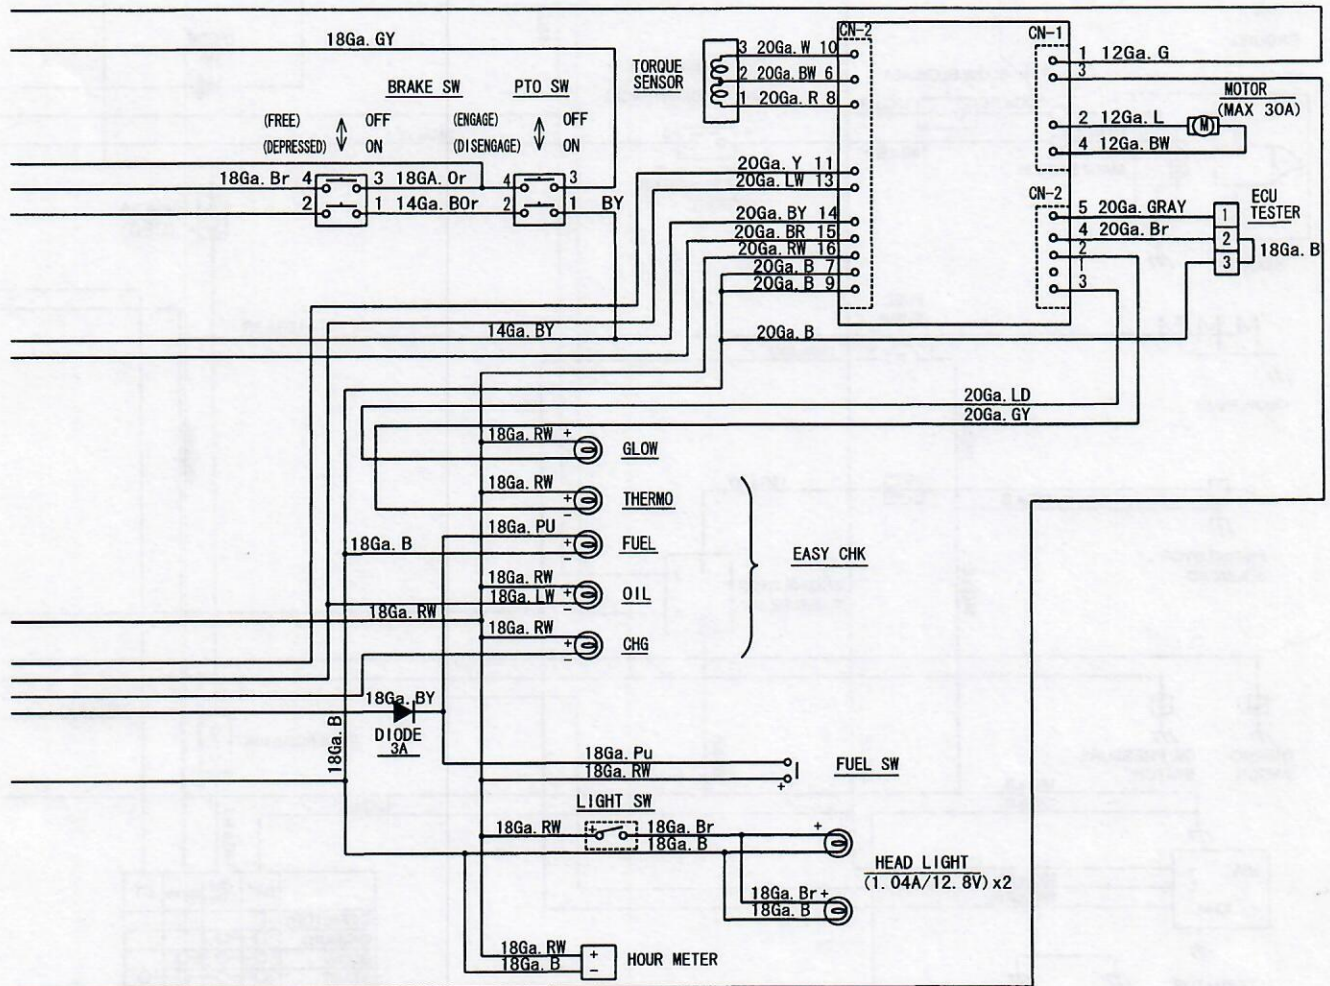 18Ga. GY
BRAKE SW
PTO SW
(FREE)
OFF
(DEPRESSED)
ON
(ENGAGE)
OFF
(DISENGAGE)
ON
18Ga. Br 4
3 18GA. Or
4
3
2
1 14Ga. BOr
2
1 BY
TORQUE
SENSOR
3 20Ga. W 10
2 20Ga. BW 6
1 20Ga. R 8
CN-2
CN-1
1 12Ga. G
3
MOTOR
(MAX 30A)
2 12Ga. L
M
4 12Ga. BW
20Ga. Y 11
20Ga. LW 13
20Ga. BY 14
20Ga. BR 15
20Ga. RW 16
20Ga. B 7
20Ga. B 9
CN-2
5 20Ga. GRAY
4 20Ga. Br
2
1
3
1
2
3
ECU
TESTER
18Ga. B
14Ga. BY
20Ga. B
20Ga. LD
20Ga. GY
18Ga. RW +
GLOW
18Ga. RW
+
THERMO
-
18Ga. PU
18Ga. B
+
FUEL
-
18Ga. RW
18Ga. LW +
OIL
-
18Ga. RW
18Ga. RW
+
CHG
-
EASY CHK
18Ga. BY
DIODE
3A
18Ga. B
18Ga. Pu
18Ga. RW
+
FUEL SW
LIGHT SW
18Ga. RW
+
18Ga. Br
18Ga. B
+
HEAD LIGHT
(1.04A/12.8V) x2
18Ga. Br +
18Ga. B
18Ga. RW
18Ga. B
+
-
HOUR METER